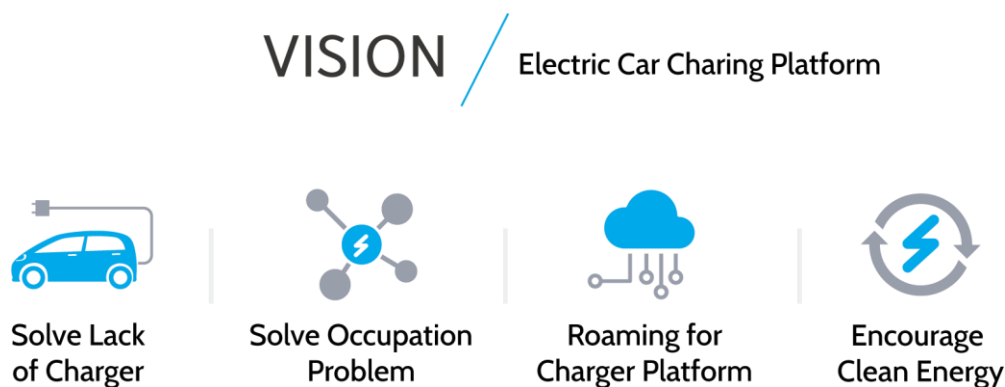 VISION
Electric Car Charing Platform
Solve Lack
of Charger
Solve Occupation
Problem
Roaming for
Charger Platform
Encourage
Clean Energy